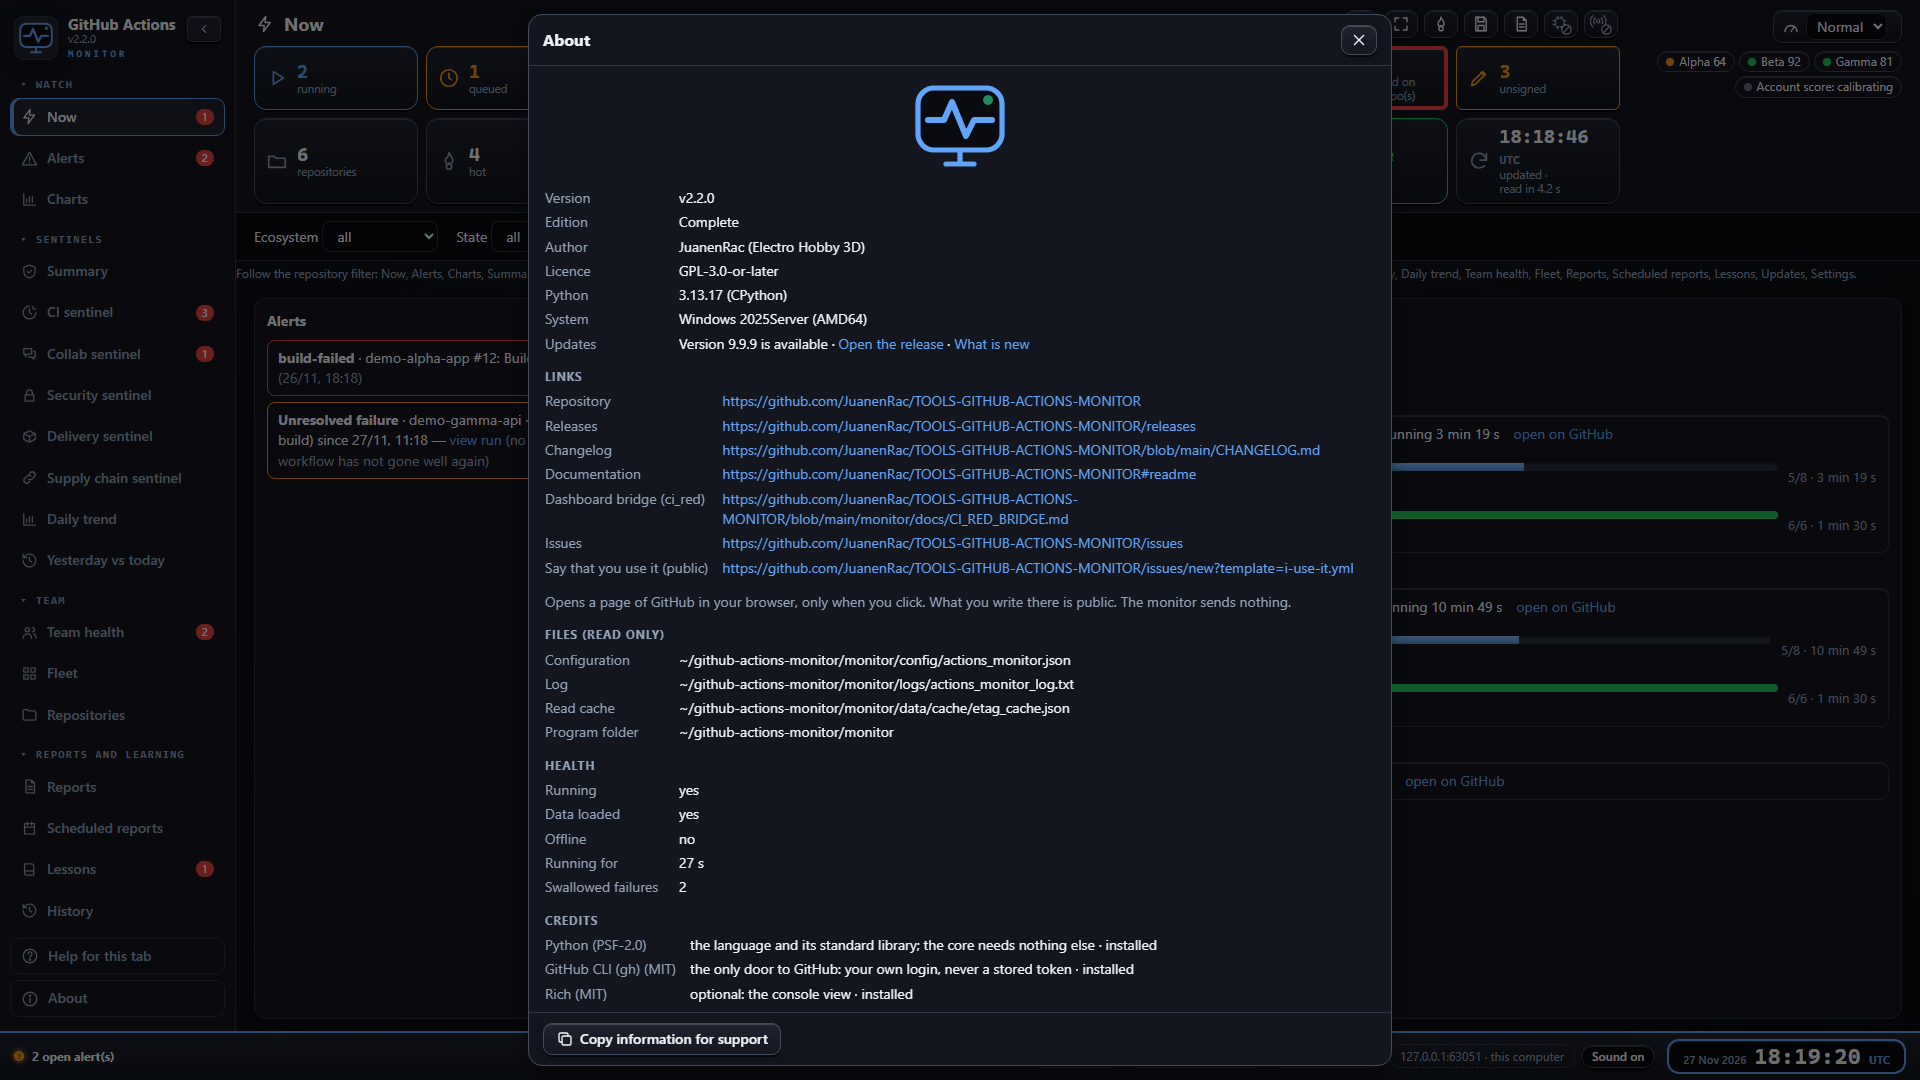 GitHub Actions
v2.2.0
MONITOR
WATCH
Now 1
Alerts 2
Charts
SENTINELS
Summary
CI sentinel 3
Collab sentinel 1
Security sentinel
Delivery sentinel
Supply chain sentinel
Daily trend
Yesterday vs today
TEAM
Team health 2
Fleet
Repositories
REPORTS AND LEARNING
Reports
Scheduled reports
Lessons 1
History
Help for this tab
About
Now
2
running
1
queued
6
repositories
4
hot
Ecosystem all State all
Follow the repository filter: Now, Alerts, Charts, Summa
Alerts
build-failed · demo-alpha-app #12: Buil
(26/11, 18:18)
Unresolved failure · demo-gamma-api ·
build) since 27/11, 11:18 — view run (no
workflow has not gone well again)
About
Version v2.2.0
Edition Complete
Author JuanenRac (Electro Hobby 3D)
Licence GPL-3.0-or-later
Python 3.13.17 (CPython)
System Windows 2025Server (AMD64)
Updates Version 9.9.9 is available · Open the release · What is new
LINKS
Repository https://github.com/JuanenRac/TOOLS-GITHUB-ACTIONS-MONITOR
Releases https://github.com/JuanenRac/TOOLS-GITHUB-ACTIONS-MONITOR/releases
Changelog https://github.com/JuanenRac/TOOLS-GITHUB-ACTIONS-MONITOR/blob/main/CHANGELOG.md
Documentation https://github.com/JuanenRac/TOOLS-GITHUB-ACTIONS-MONITOR#readme
Dashboard bridge (ci_red) https://github.com/JuanenRac/TOOLS-GITHUB-ACTIONS-
MONITOR/blob/main/monitor/docs/CI_RED_BRIDGE.md
Issues https://github.com/JuanenRac/TOOLS-GITHUB-ACTIONS-MONITOR/issues
Say that you use it (public) https://github.com/JuanenRac/TOOLS-GITHUB-ACTIONS-MONITOR/issues/new?template=i-use-it.yml
Opens a page of GitHub in your browser, only when you click. What you write there is public. The monitor sends nothing.
FILES (READ ONLY)
Configuration ~/github-actions-monitor/monitor/config/actions_monitor.json
Log ~/github-actions-monitor/monitor/logs/actions_monitor_log.txt
Read cache ~/github-actions-monitor/monitor/data/cache/etag_cache.json
Program folder ~/github-actions-monitor/monitor
HEALTH
Running yes
Data loaded yes
Offline no
Running for 27 s
Swallowed failures 2
CREDITS
Python (PSF-2.0) the language and its standard library; the core needs nothing else · installed
GitHub CLI (gh) (MIT) the only door to GitHub: your own login, never a stored token · installed
Rich (MIT) optional: the console view · installed
Copy information for support
Normal
d on
oo(s)
3
unsigned
Alpha 64 Beta 92 Gamma 81
Account score: calibrating
18:18:46
UTC
updated ·
read in 4.2 s
, Daily trend, Team health, Fleet, Reports, Scheduled reports, Lessons, Updates, Settings.
unning 3 min 19 s open on GitHub
5/8 · 3 min 19 s
6/6 · 1 min 30 s
nning 10 min 49 s open on GitHub
5/8 · 10 min 49 s
6/6 · 1 min 30 s
open on GitHub
2 open alert(s)
127.0.0.1:63051 · this computer
Sound on
27 Nov 2026 18:19:20 UTC